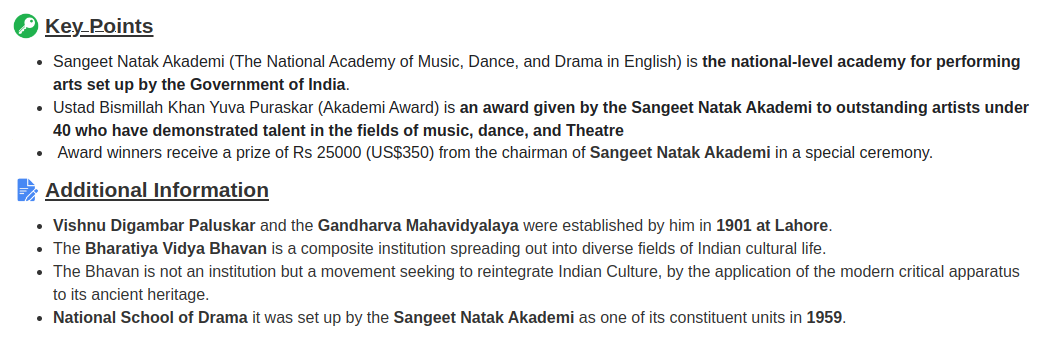 Key Points
Sangeet Natak Akademi (The National Academy of Music, Dance, and Drama in English) is the national-level academy for performing
arts set up by the Government of India.
Ustad Bismillah Khan Yuva Puraskar (Akademi Award) is an award given by the Sangeet Natak Akademi to outstanding artists under
40 who have demonstrated talent in the fields of music, dance, and Theatre
Award winners receive a prize of Rs 25000 (US$350) from the chairman of Sangeet Natak Akademi in a special ceremony.
Additional Information
Vishnu Digambar Paluskar and the Gandharva Mahavidyalaya were established by him in 1901 at Lahore.
The Bharatiya Vidya Bhavan is a composite institution spreading out into diverse fields of Indian cultural life.
The Bhavan is not an institution but a movement seeking to reintegrate Indian Culture, by the application of the modern critical apparatus
to its ancient heritage.
National School of Drama it was set up by the Sangeet Natak Akademi as one of its constituent units in 1959.